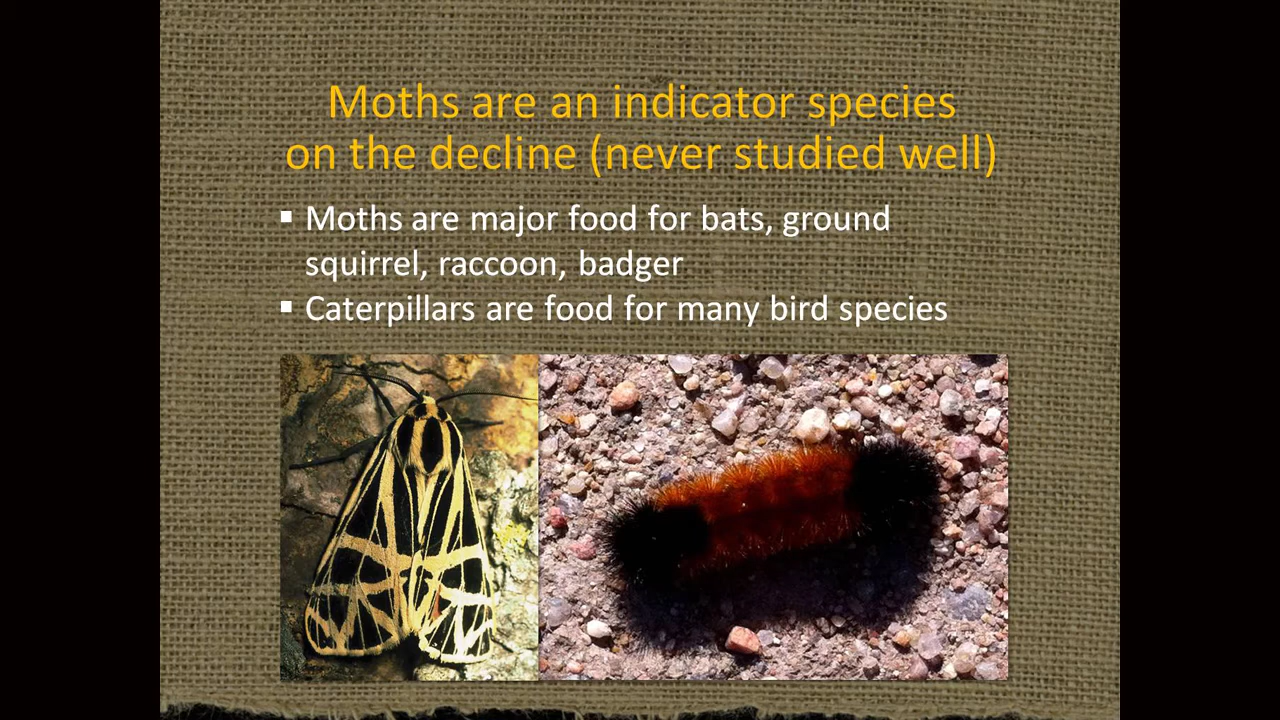 Moths are an indicator species
on the decline (never studied well)
▪ Moths are major food for bats, ground
squirrel, raccoon, badger
▪ Caterpillars are food for many bird species